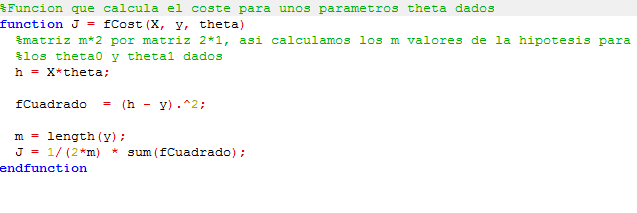 %Funcion que calcula el coste para unos parametros theta dados
function J = fCost(X, y, theta)
%matriz m*2 por matriz 2*1, asi calculamos los m valores de la hipotesis para
%los theta0 y theta1 dados
h = X*theta;
fCuadrado  = (h - y).^2;
m = length(y);
J = 1/(2*m) * sum(fCuadrado);
endfunction